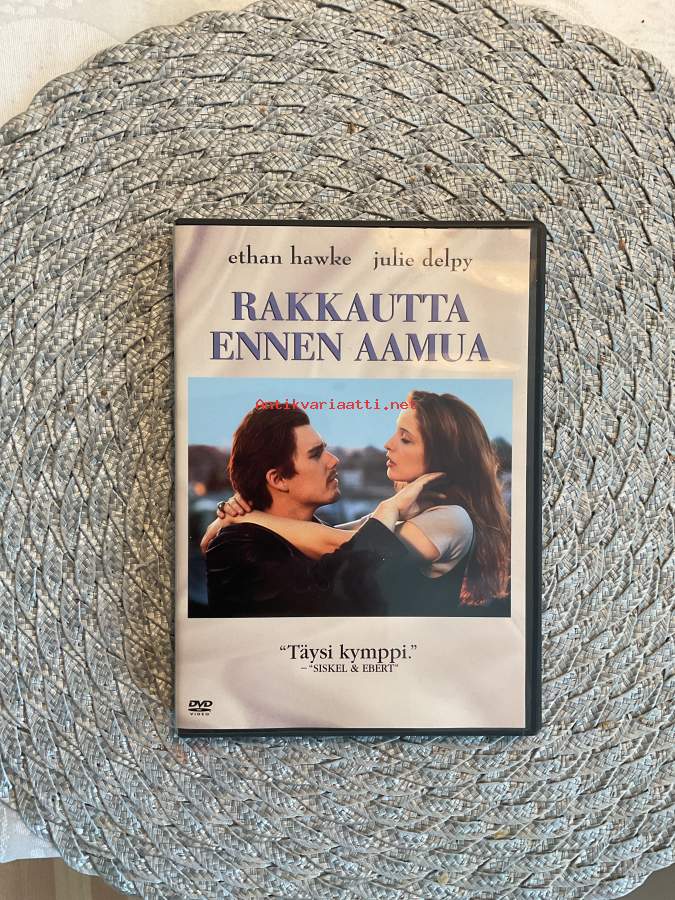 ethan hawke julie delpy
RAKKAUTTA
ENNEN AAMUA
Antikvariaatti.net
"Täysi kymppi."
– "SISKEL & EBERT"
DVD
VIDEO